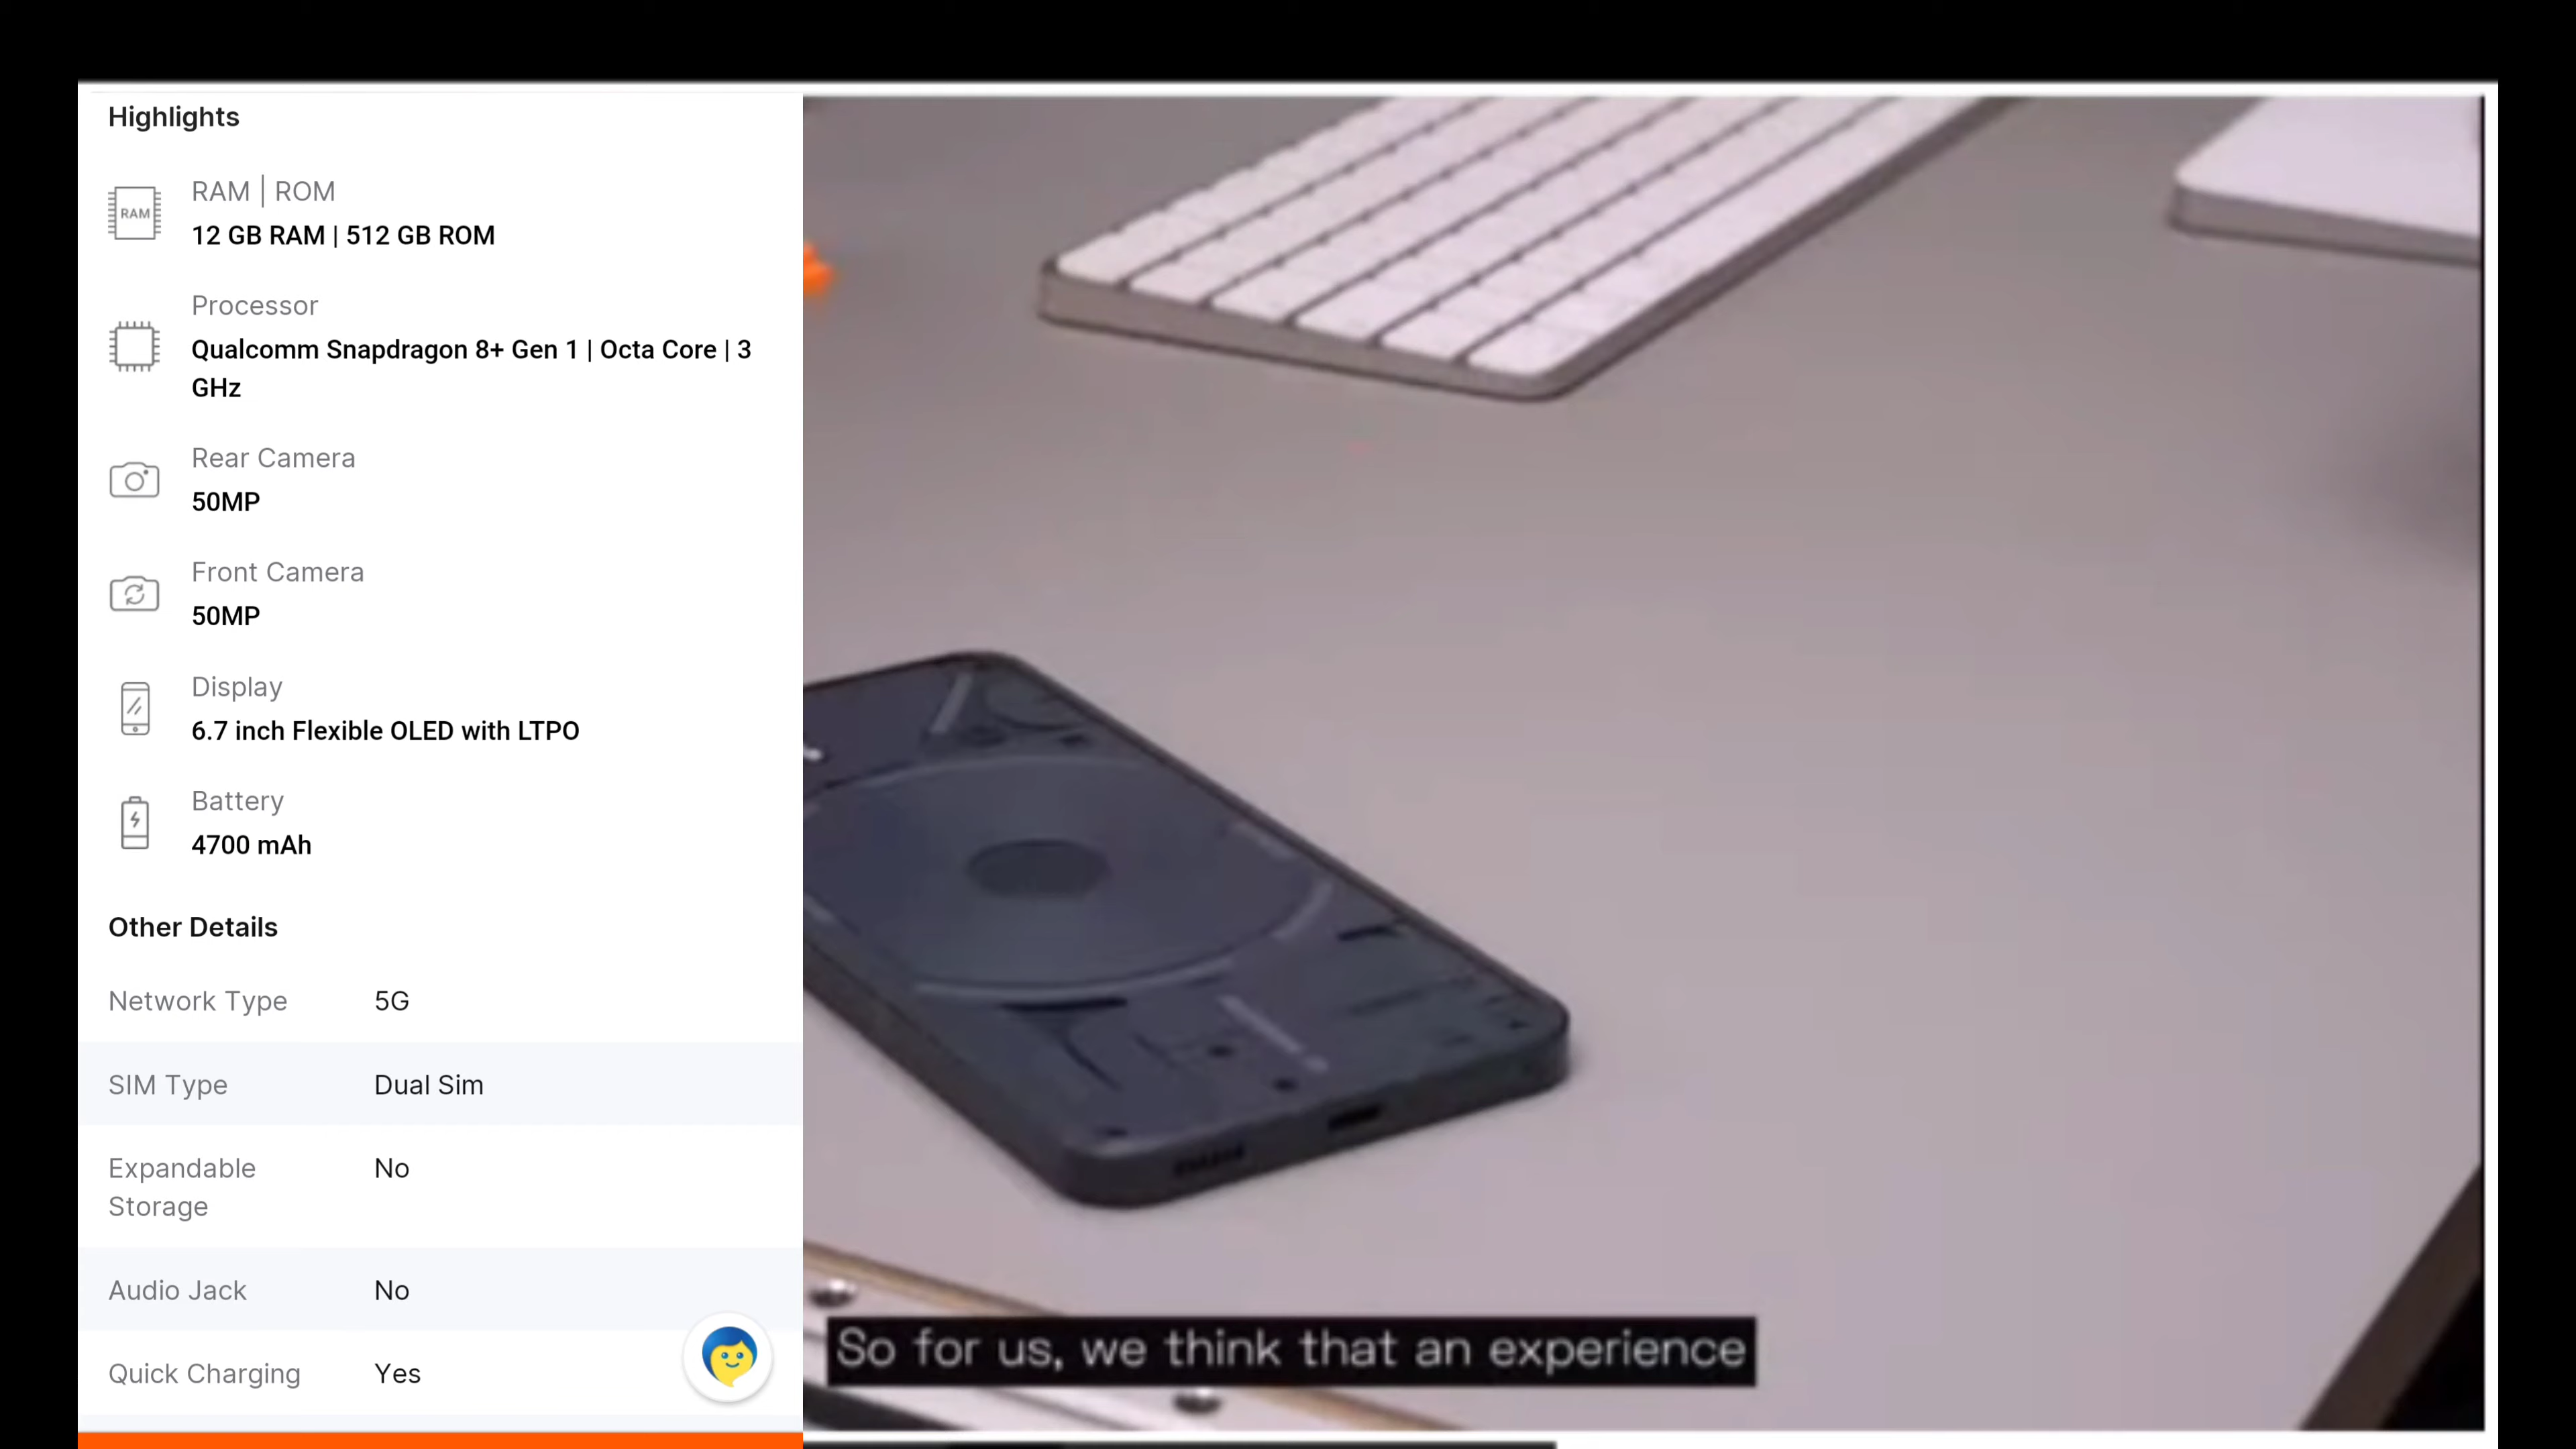 Highlights
RAM | ROM
RAM
12 GB RAM | 512 GB ROM
Processor
Qualcomm Snapdragon 8+ Gen 1 | Octa Core | 3
GHz
Rear Camera
50MP
Front Camera
50MP
Display
6.7 inch Flexible OLED with LTPO
Battery
4700 mAh
Other Details
Network Type 5G
SIM Type Dual Sim
Expandable No
Storage
Audio Jack No
Quick Charging Yes
So for us, we think that an experience